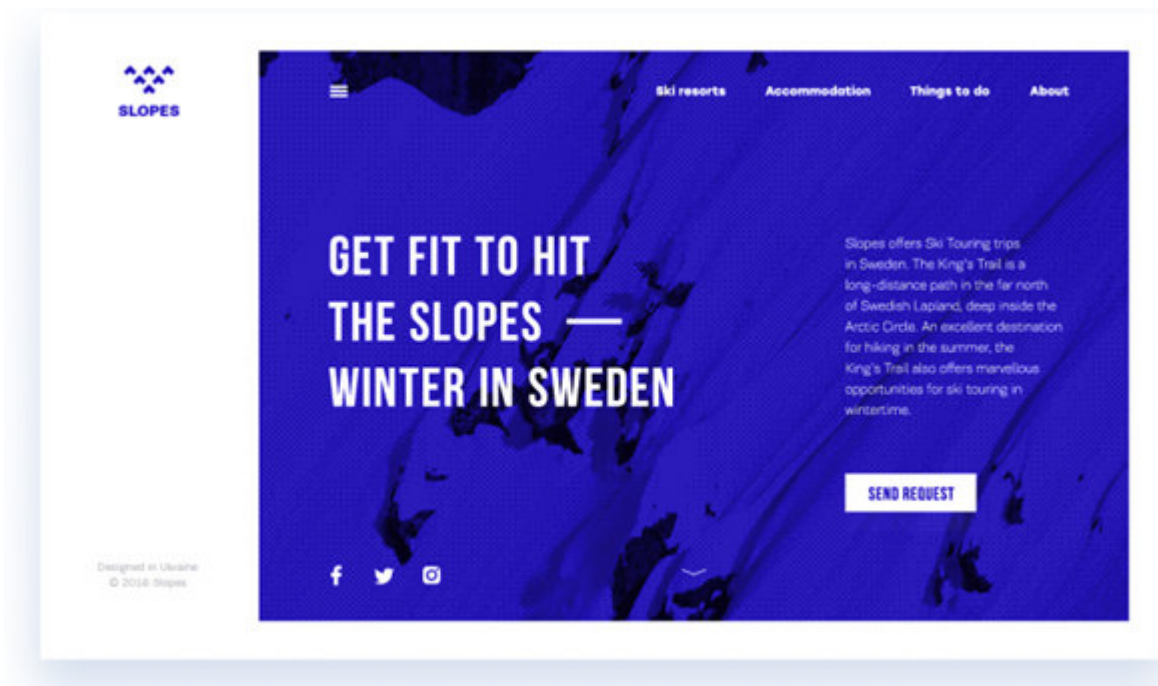 SLOPES
Ski resorts
Accommodation
Things to do
About
GET FIT TO HIT
THE SLOPES —
WINTER IN SWEDEN
Slopes offers Ski Touring trips
in Sweden. The King's Trail is a
long-distance path in the far north
of Swedish Lapland, deep inside the
Arctic Circle. An excellent destination
for hiking in the summer, the
King's Trail also offers marvellous
opportunities for ski touring in
wintertime.
SEND REQUEST
Designed in Ukraine
© 2016 Slopes